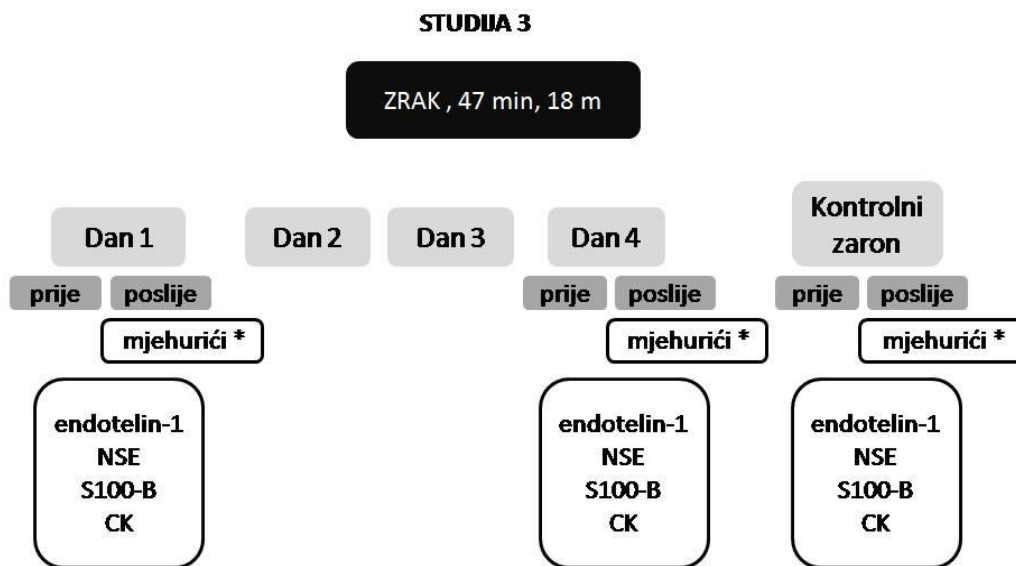 STUDIJA 3
ZRAK , 47 min, 18 m
Dan 1
Dan 2
Dan 3
Dan 4
Kontrolni
zaron
prije
poslije
prije
poslije
prije
poslije
mjehurići *
mjehurići *
mjehurići *
endotelin-1
NSE
S100-B
CK
endotelin-1
NSE
S100-B
CK
endotelin-1
NSE
S100-B
CK